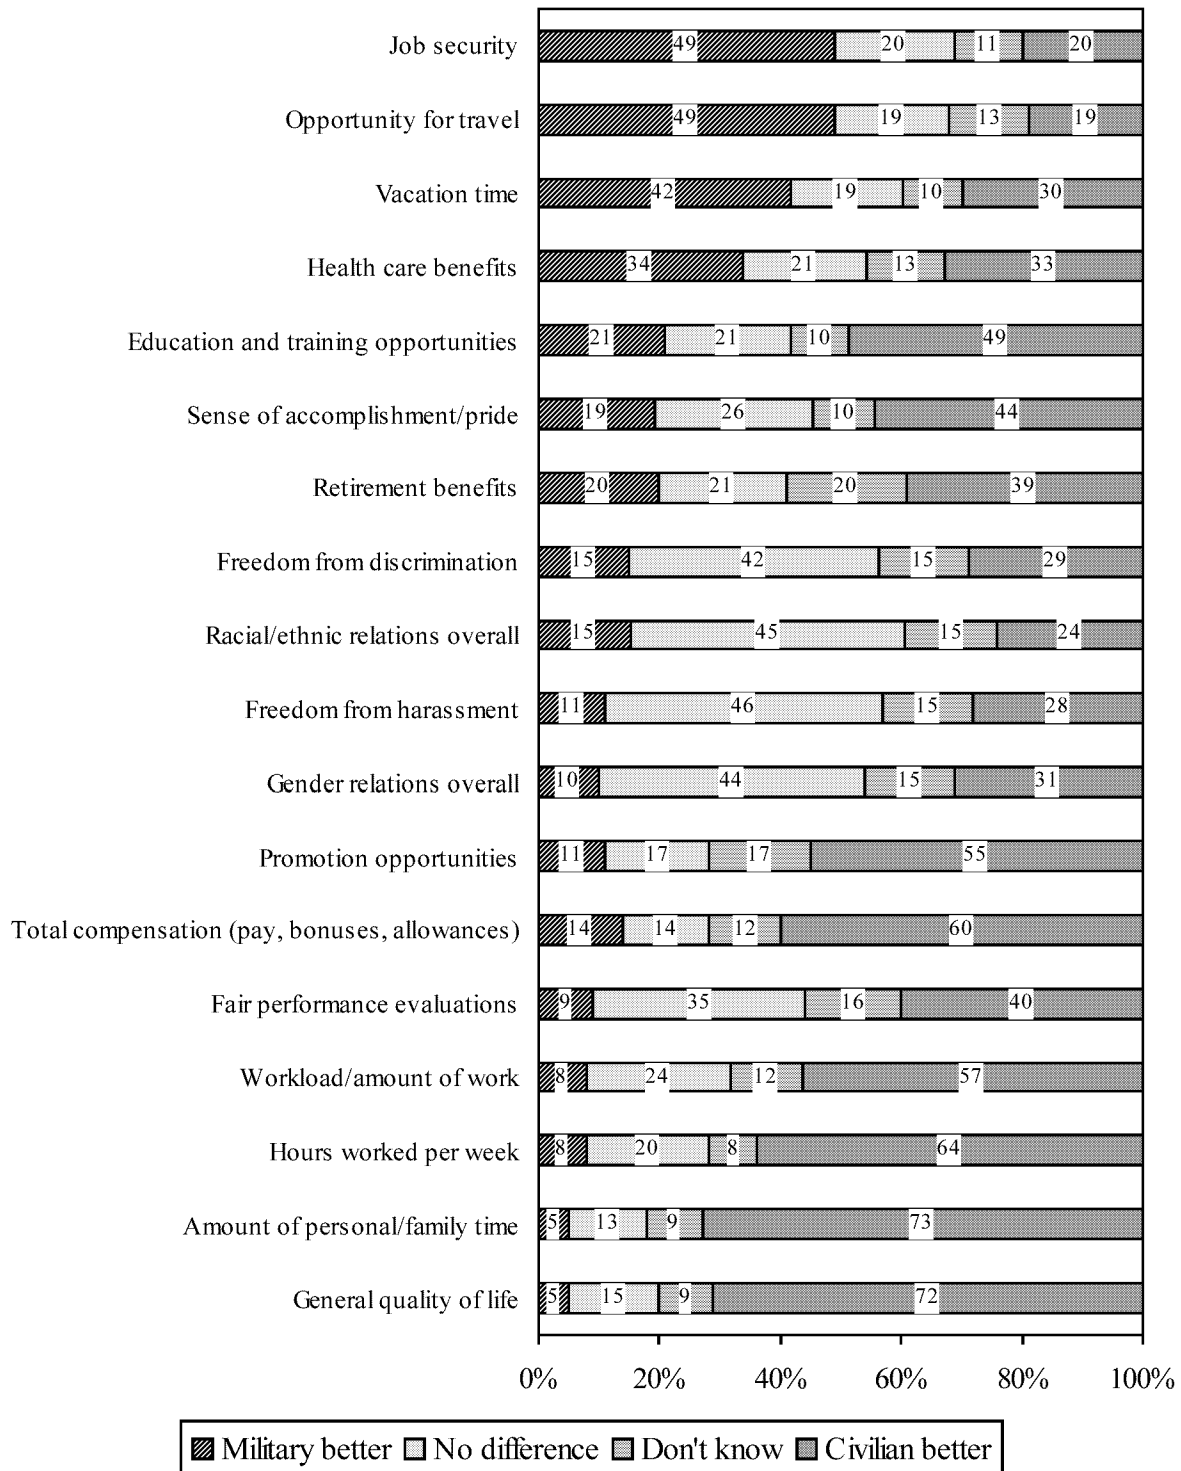 Job security 49 20 11 20
Opportunity for travel 49 19 13 19
Vacation time 42 19 10 30
Health care benefits 34 21 13 33
Education and training opportunities 21 21 10 49
Sense of accomplishment/pride 19 26 10 44
Retirement benefits 20 21 20 39
Freedom from discrimination 15 42 15 29
Racial/ethnic relations overall 15 45 15 24
Freedom from harassment 11 46 15 28
Gender relations overall 10 44 15 31
Promotion opportunities 11 17 17 55
Total compensation (pay, bonuses, allowances) 14 14 12 60
Fair performance evaluations 9 35 16 40
Workload/amount of work 8 24 12 57
Hours worked per week 8 20 8 64
Amount of personal/family time 5 13 9 73
General quality of life 5 15 9 72
0% 20% 40% 60% 80% 100%
Military better No difference Don't know Civilian better